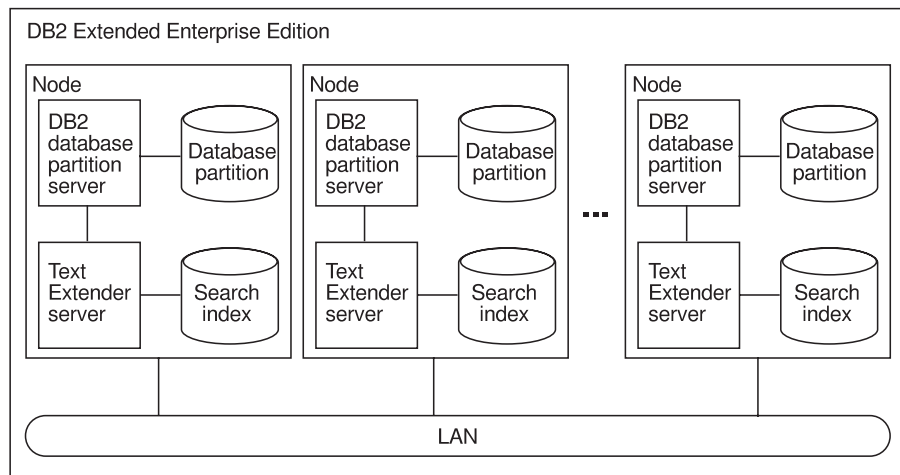 DB2 Extended Enterprise Edition
Node
DB2
database
partition
server
Database
partition
Text
Extender
server
Search
index
Node
DB2
database
partition
server
Database
partition
Text
Extender
server
Search
index
...
Node
DB2
database
partition
server
Database
partition
Text
Extender
server
Search
index
LAN